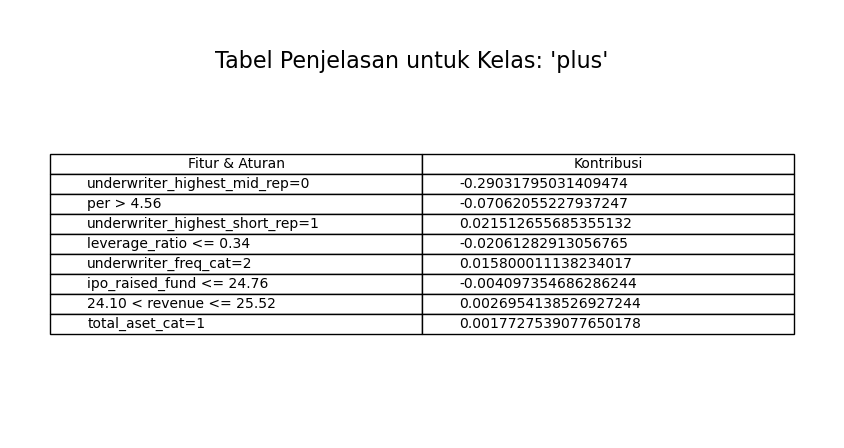 Tabel Penjelasan untuk Kelas: 'plus'
Fitur & Aturan Kontribusi
underwriter_highest_mid_rep=0 -0.29031795031409474
per > 4.56 -0.07062055227937247
underwriter_highest_short_rep=1 0.021512655685355132
leverage_ratio <= 0.34 -0.02061282913056765
underwriter_freq_cat=2 0.015800011138234017
ipo_raised_fund <= 24.76 -0.004097354686286244
24.10 < revenue <= 25.52 0.0026954138526927244
total_aset_cat=1 0.0017727539077650178